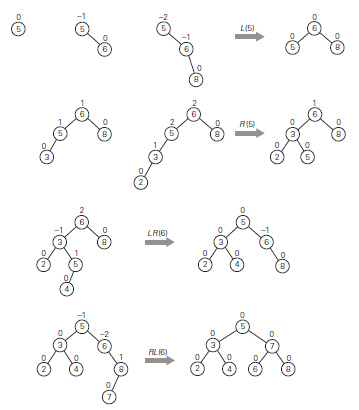 0 −1 −2 0
5 5 5 L(5) 6
0 −1 0 0
6 6 5 8
0
8
1 2 1
6 6 R(5) 6
1 0 2 0 0 0
5 8 5 8 3 8
0 1 0 0
3 3 2 5
0
2
2 0
6 LR(6) 5
−1 0 0 −1
3 8 3 6
0 1 0 0 0
2 5 2 4 8
0
4
−1 0
5 5
0 −2 0 0
3 6 RL(6) 3 7
0 0 1 0 0 0 0
2 4 8 2 4 6 8
0
7